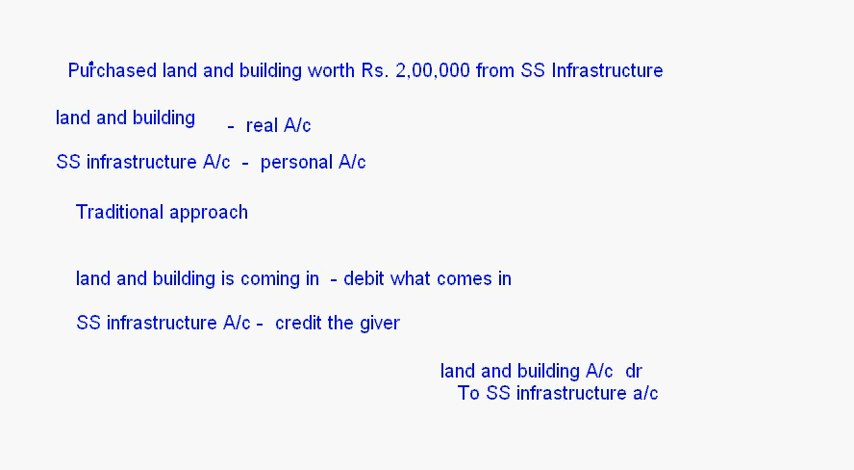 Purchased land and building worth Rs. 2,00,000 from SS Infrastructure
land and building - real A/c
SS infrastructure A/c - personal A/c
Traditional approach
land and building is coming in - debit what comes in
SS infrastructure A/c - credit the giver
land and building A/c dr
To SS infrastructure a/c